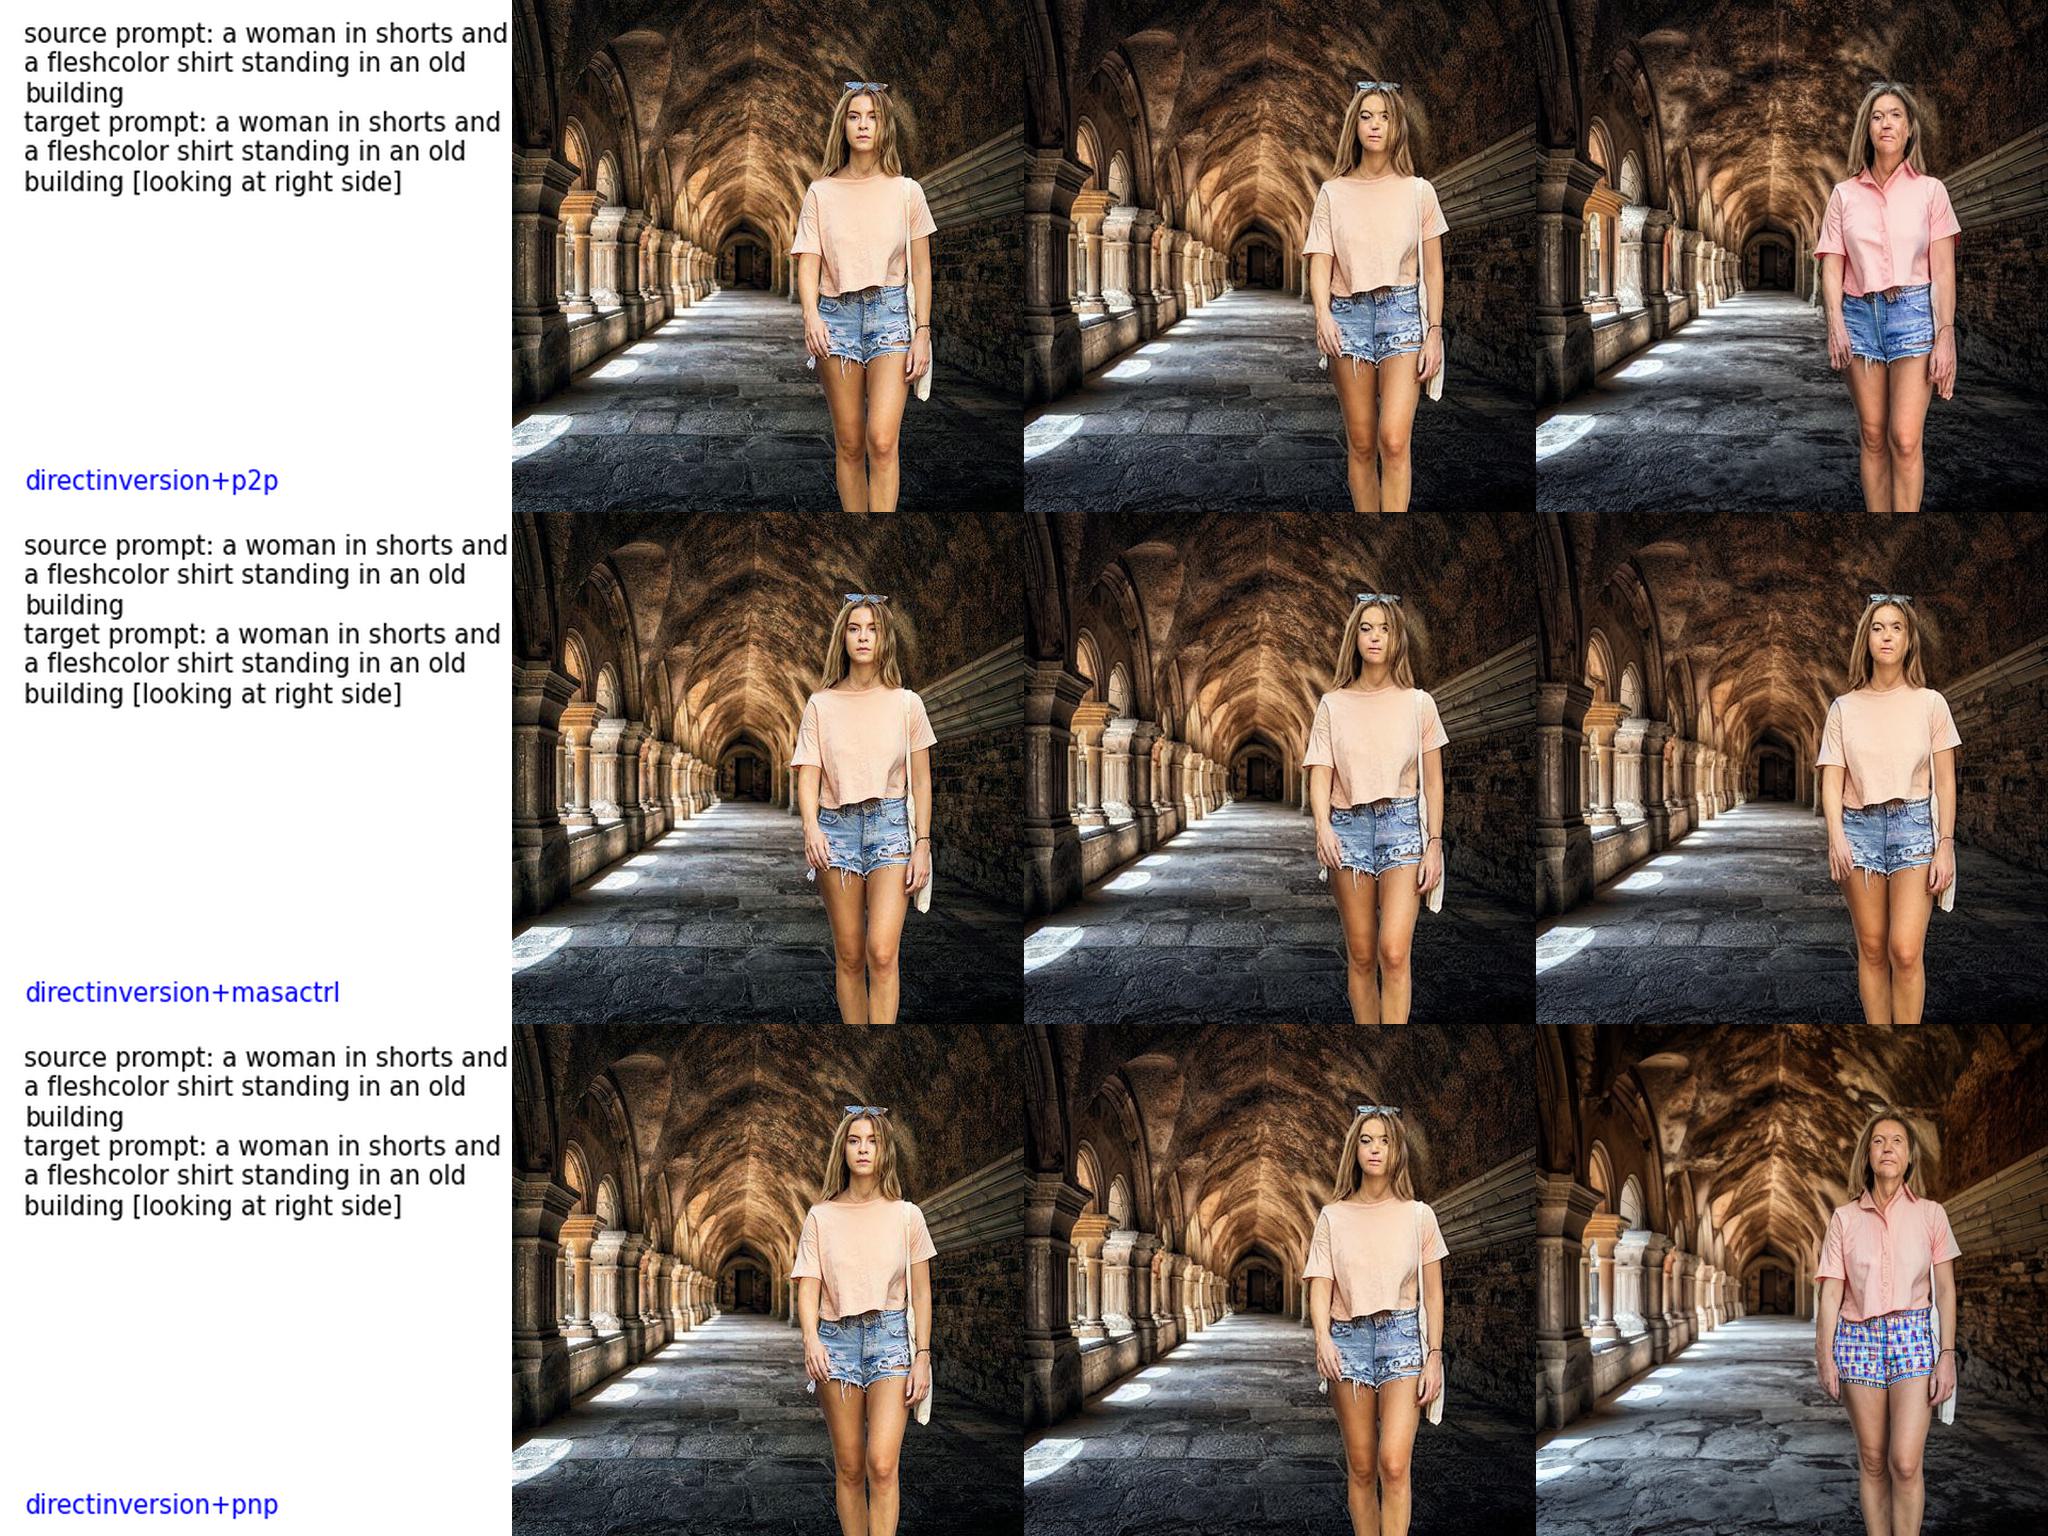 source prompt: a woman in shorts and
a fleshcolor shirt standing in an old
building
target prompt: a woman in shorts and
a fleshcolor shirt standing in an old
building [looking at right side]
directinversion+p2p
source prompt: a woman in shorts and
a fleshcolor shirt standing in an old
building
target prompt: a woman in shorts and
a fleshcolor shirt standing in an old
building [looking at right side]
directinversion+masactrl
source prompt: a woman in shorts and
a fleshcolor shirt standing in an old
building
target prompt: a woman in shorts and
a fleshcolor shirt standing in an old
building [looking at right side]
directinversion+pnp